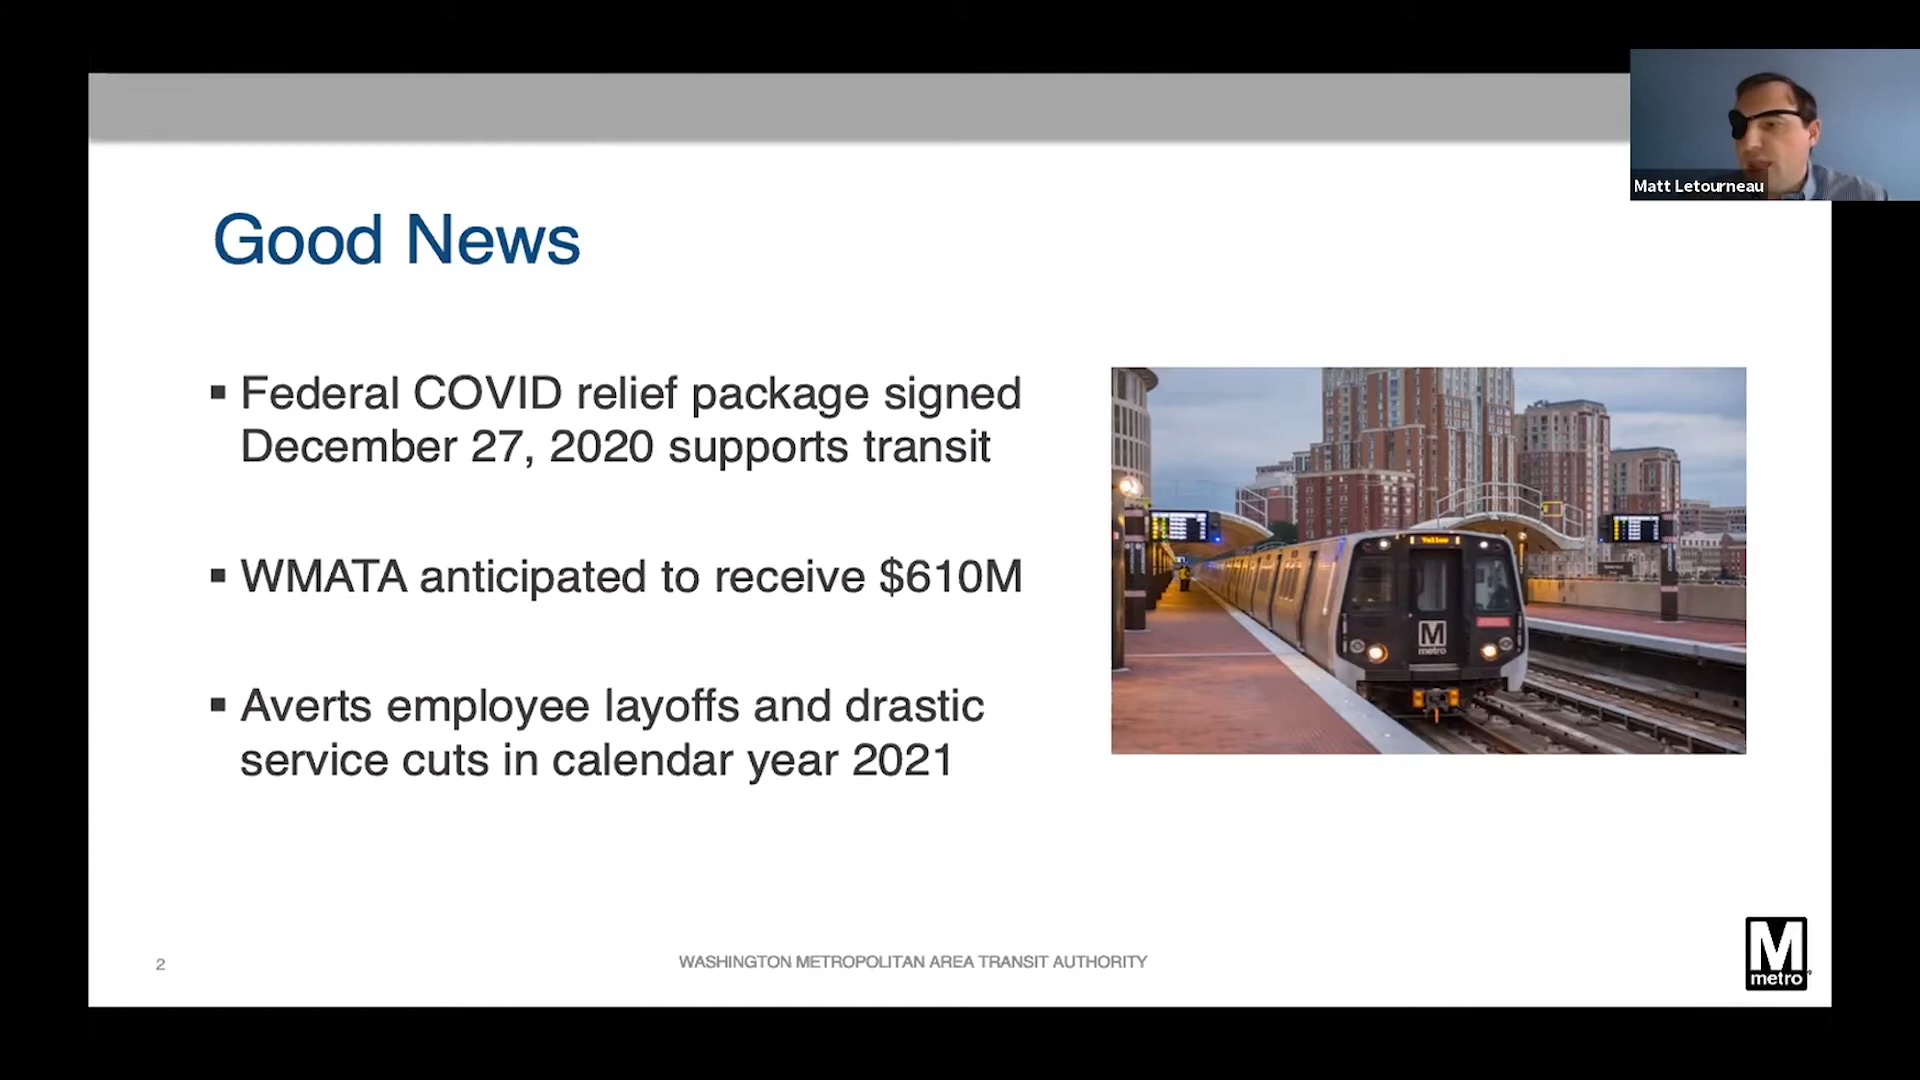 Matt Letourneau
Good News
▪ Federal COVID relief package signed
December 27, 2020 supports transit
▪ WMATA anticipated to receive $610M
▪ Averts employee layoffs and drastic
service cuts in calendar year 2021
M
metro
2
WASHINGTON METROPOLITAN AREA TRANSIT AUTHORITY
M
metro